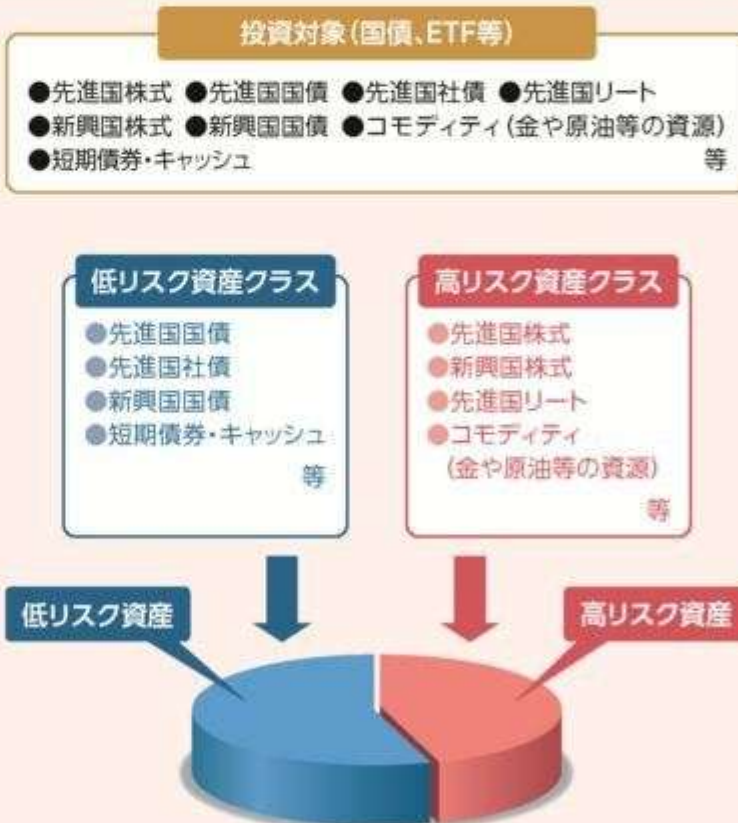 投資対象(国債、ETF等)
●先進国株式 ●先進国国債 ●先進国社債 ●先進国リート
●新興国株式 ●新興国国債 ●コモディティ(金や原油等の資源)
●短期債券・キャッシュ 等
低リスク資産クラス
●先進国国債
●先進国社債
●新興国国債
●短期債券・キャッシュ
等
高リスク資産クラス
●先進国株式
●新興国株式
●先進国リート
●コモディティ
(金や原油等の資源)
等
低リスク資産
高リスク資産